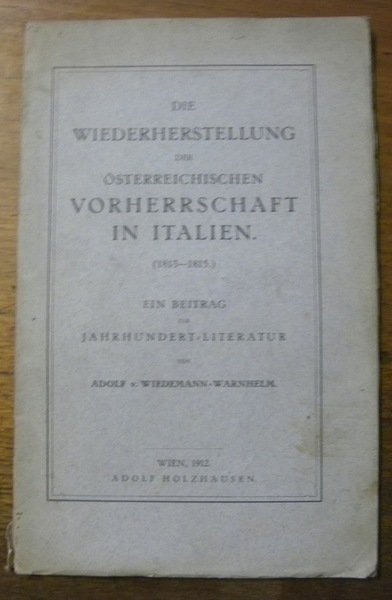 DIE
WIEDERHERSTELLUNG
DER
ÖSTERREICHISCHEN
VORHERRSCHAFT
IN ITALIEN.
(1813—1815.)
EIN BEITRAG
ZUR
JAHRHUNDERT-LITERATUR
VON
ADOLF v. WIEDEMANN-WARNHELM.
WIEN, 1912.
ADOLF HOLZHAUSEN.